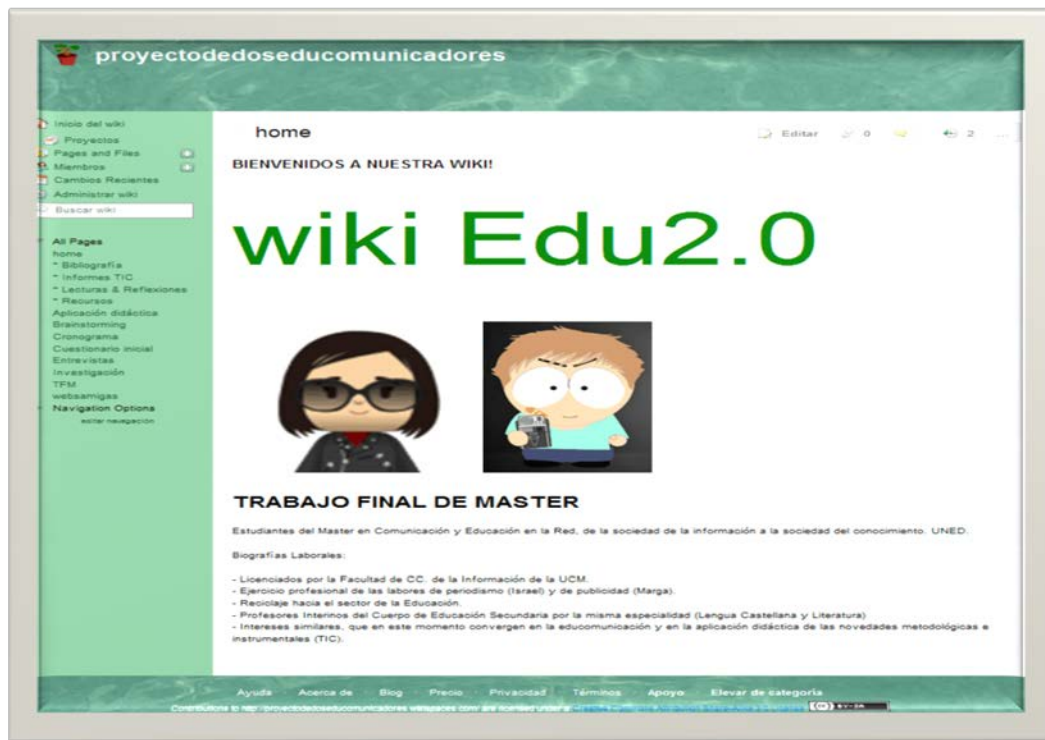 proyectodedoseducomunicadores
Inicio del wiki
Proyectos
Pages and Files
Miembros
Cambios Recientes
Administrar wiki
Buscar wiki
All Pages
home
Bibliografía
Informes TIC
Lecturas & Reflexiones
Recursos
Aplicación didáctica
Brainstorming
Cronograma
Cuestionario inicial
Entrevistas
Investigación
TFM
websamigas
Navigation Options
editar navegación
home
Editar 0 2 ...
BIENVENIDOS A NUESTRA WIKI!
wiki Edu2.0
TRABAJO FINAL DE MASTER
Estudiantes del Master en Comunicación y Educación en la Red, de la sociedad de la información a la sociedad del conocimiento. UNED.
Biografías Laborales:
- Licenciados por la Facultad de CC. de la Información de la UCM.
- Ejercicio profesional de las labores de periodismo (Israel) y de publicidad (Marga).
- Reciclaje hacia el sector de la Educación.
- Profesores Interinos del Cuerpo de Educación Secundaria por la misma especialidad (Lengua Castellana y Literatura)
- Intereses similares, que en este momento convergen en la educomunicación y en la aplicación didáctica de las novedades metodológicas e
instrumentales (TIC).
Ayuda · Acerca de · Blog · Precio · Privacidad · Términos · Apoyo · Elevar de categoría
Contributions to http://proyectodedoseducomunicadores.wikispaces.com/ are licensed under a Creative Commons Attribution Share-Alike 3.0 License. BY-SA